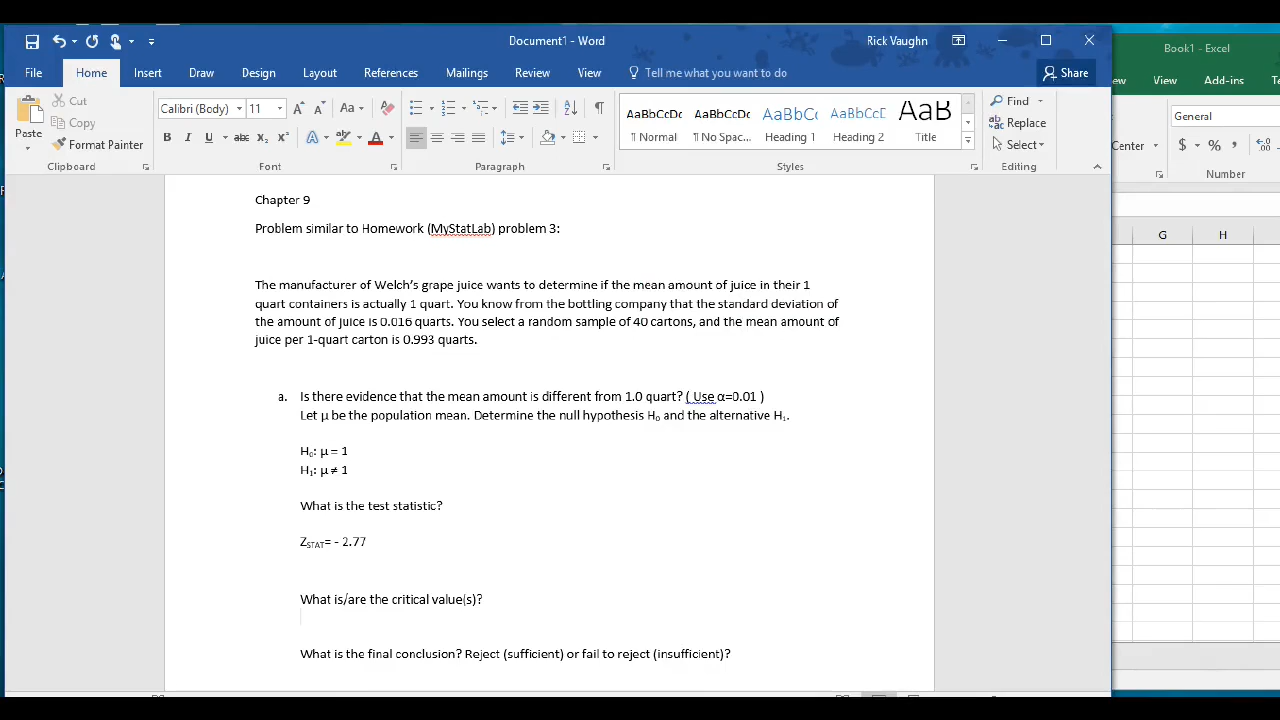 Document1 - Word
Rick Vaughn
Book1 - Excel
File Home Insert Draw Design Layout References Mailings Review View Tell me what you want to do Share
View Add-ins
Paste
Cut
Copy
Format Painter
Calibri (Body) 11
AaBbCcDc AaBbCcDc AaBbCc AaBbCcD AaB
¶ Normal ¶ No Spac... Heading 1 Heading 2 Title
Find
Replace
Select
Clipboard Font Paragraph Styles Editing
General
Center
$ % ,
Number
G H
Chapter 9
Problem similar to Homework (MyStatLab) problem 3:
The manufacturer of Welch's grape juice wants to determine if the mean amount of juice in their 1
quart containers is actually 1 quart. You know from the bottling company that the standard deviation of
the amount of juice is 0.016 quarts. You select a random sample of 40 cartons, and the mean amount of
juice per 1-quart carton is 0.993 quarts.
a. Is there evidence that the mean amount is different from 1.0 quart? ( Use α=0.01 )
Let μ be the population mean. Determine the null hypothesis H₀ and the alternative H₁.
H₀: μ = 1
H₁: μ ≠ 1
What is the test statistic?
ZSTAT= - 2.77
What is/are the critical value(s)?
What is the final conclusion? Reject (sufficient) or fail to reject (insufficient)?